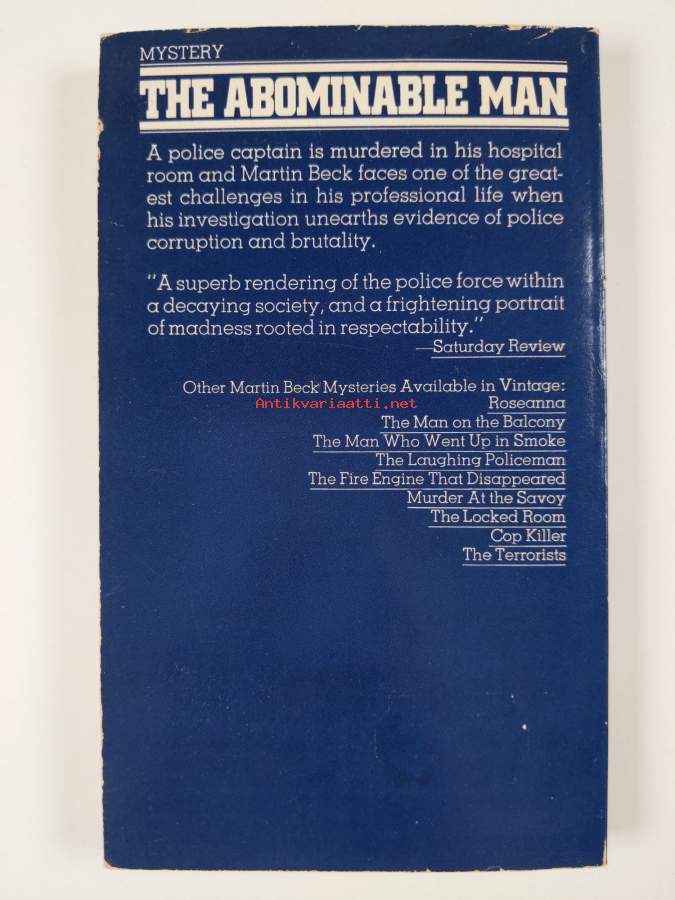 MYSTERY
THE ABOMINABLE MAN
A police captain is murdered in his hospital
room and Martin Beck faces one of the great-
est challenges in his professional life when
his investigation unearths evidence of police
corruption and brutality.
"A superb rendering of the police force within
a decaying society, and a frightening portrait
of madness rooted in respectability."
—Saturday Review
Other Martin Beck Mysteries Available in Vintage:
Antikvariaatti.net
Roseanna
The Man on the Balcony
The Man Who Went Up in Smoke
The Laughing Policeman
The Fire Engine That Disappeared
Murder At the Savoy
The Locked Room
Cop Killer
The Terrorists